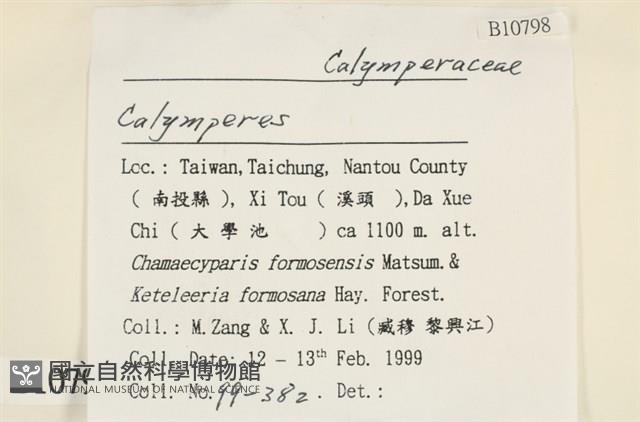 B10798
Calymperaceae
Calymperes
Loc.: Taiwan, Taichung, Nantou County
(南投縣), Xi Tou (溪頭 ), Da Xue
Chi (大學池 ) ca 1100 m. alt.
Chamaecyparis formosensis Matsum. &
Keteleeria formosana Hay. Forest.
Coll.: M. Zang & X. J. Li (臧穆 黎興江)
Coll. Date: 12 – 13th Feb. 1999
國立自然科學博物館
NATIONAL MUSEUM OF NATURAL SCIENCE
Coll. No. 99-382. Det.: